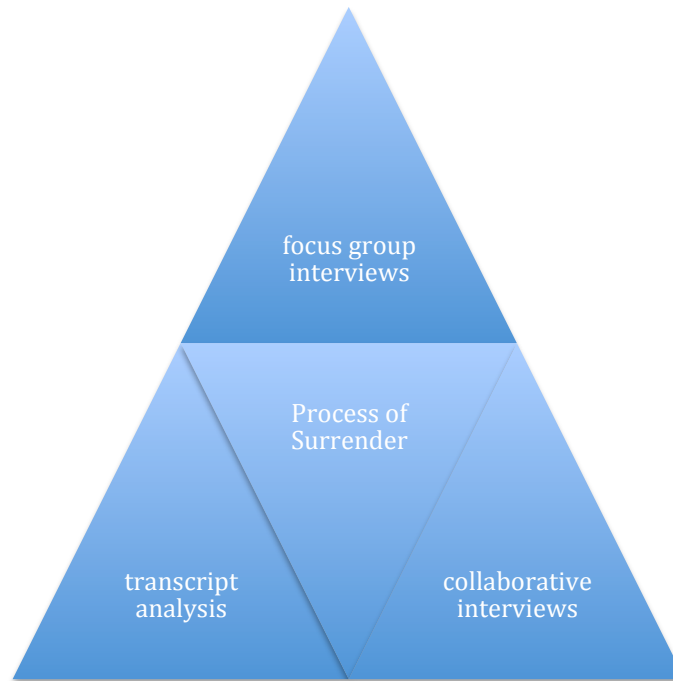 focus group
interviews
Process of
Surrender
transcript
analysis
collaborative
interviews